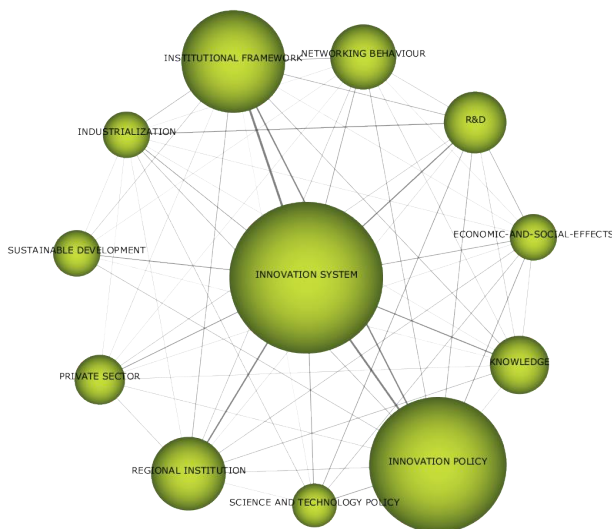 NETWORKING BEHAVIOUR
INSTITUTIONAL FRAMEWORK
R&D
INDUSTRIALIZATION
ECONOMIC-AND-SOCIAL-EFFECTS
SUSTAINABLE DEVELOPMENT
INNOVATION SYSTEM
KNOWLEDGE
PRIVATE SECTOR
INNOVATION POLICY
REGIONAL INSTITUTION
SCIENCE AND TECHNOLOGY POLICY